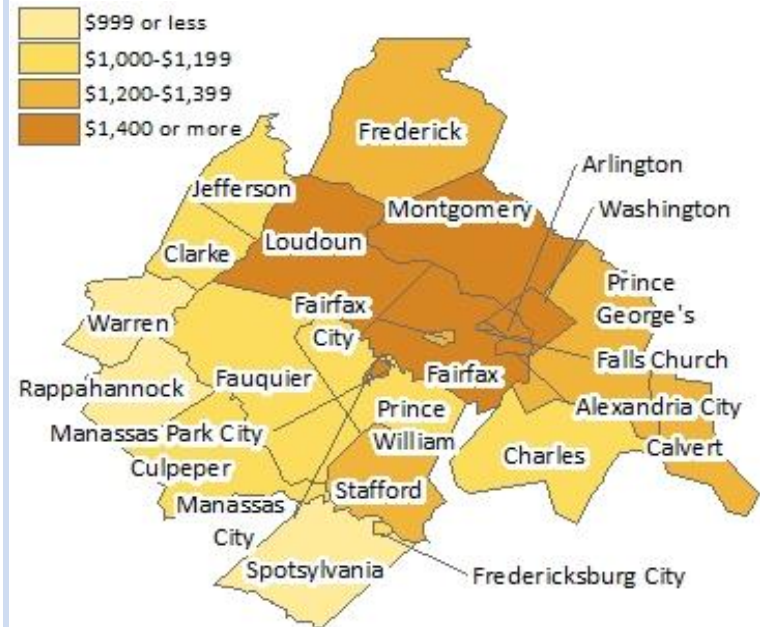 $999 or less
$1,000-$1,199
$1,200-$1,399
$1,400 or more
Frederick
Arlington
Jefferson
Montgomery
Washington
Loudoun
Clarke
Prince
George's
Fairfax
City
Warren
Falls Church
Rappahannock
Fauquier
Fairfax
Alexandria City
Prince
William
Manassas Park City
Calvert
Charles
Culpeper
Stafford
Manassas
City
Spotsylvania
Fredericksburg City